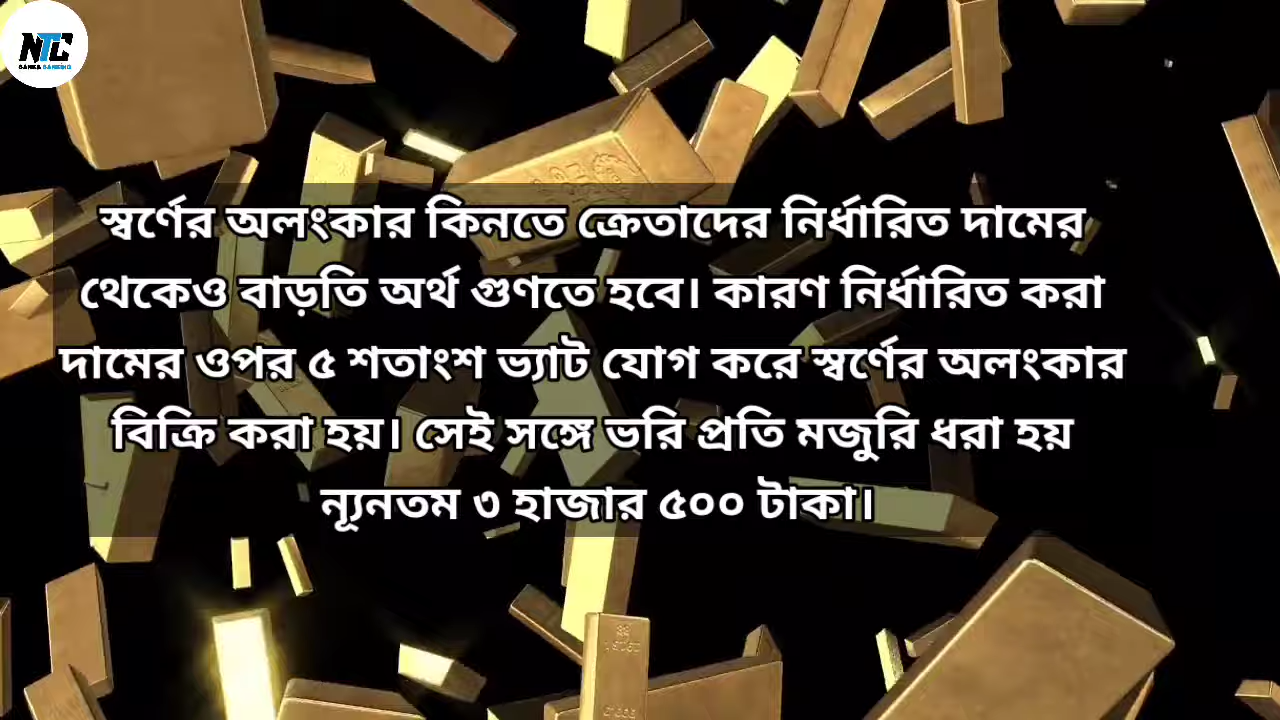 NTC
স্বর্ণের অলংকার কিনতে ক্রেতাদের নির্ধারিত দামের
থেকেও বাড়তি অর্থ গুণতে হবে। কারণ নির্ধারিত করা
দামের ওপর ৫ শতাংশ ভ্যাট যোগ করে স্বর্ণের অলংকার
বিক্রি করা হয়। সেই সঙ্গে ভরি প্রতি মজুরি ধরা হয়
ন্যূনতম ৩ হাজার ৫০০ টাকা।